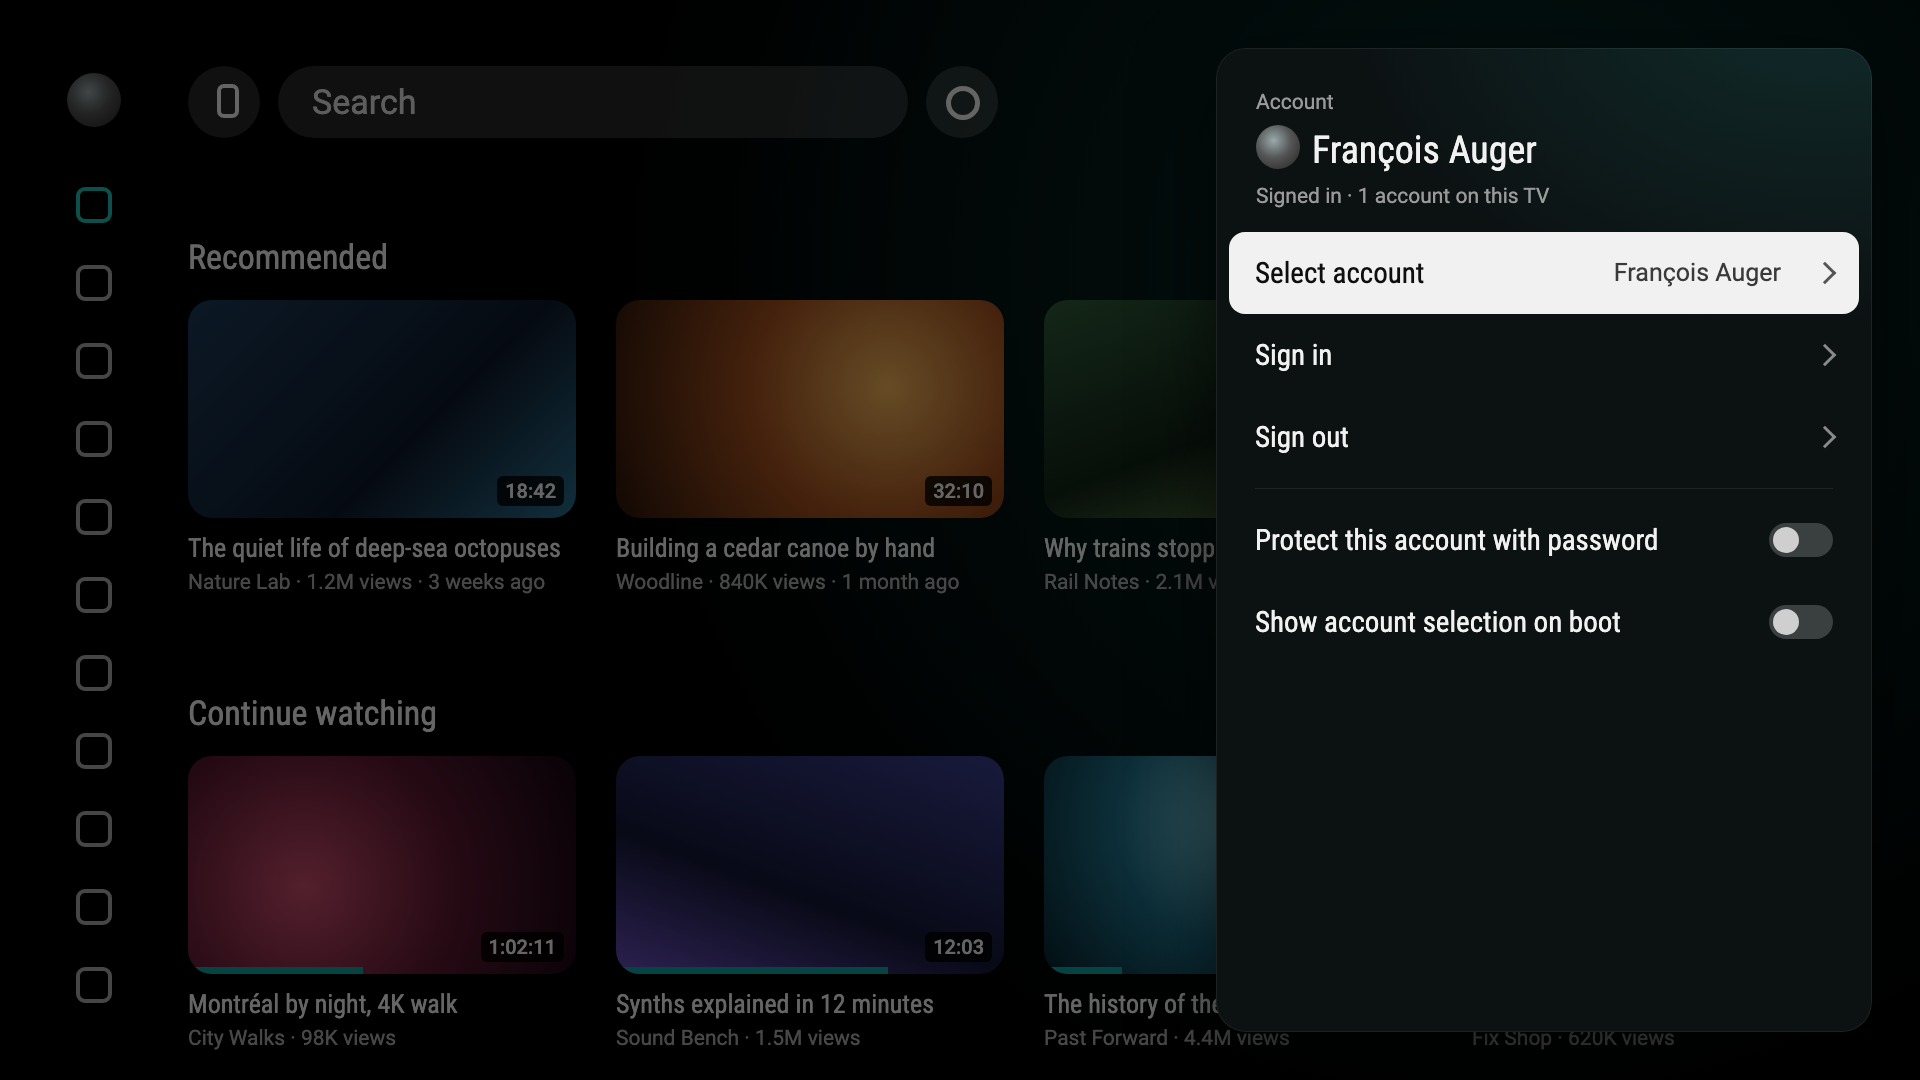 Search
Recommended
18:42
32:10
The quiet life of deep-sea octopuses
Nature Lab · 1.2M views · 3 weeks ago
Building a cedar canoe by hand
Woodline · 840K views · 1 month ago
Why trains stopp
Rail Notes · 2.1M v
Continue watching
1:02:11
12:03
Montréal by night, 4K walk
City Walks · 98K views
Synths explained in 12 minutes
Sound Bench · 1.5M views
The history of the
Past Forward · 4.4M views
Fix Shop · 620K views
Account
François Auger
Signed in · 1 account on this TV
Select account
François Auger
Sign in
Sign out
Protect this account with password
Show account selection on boot